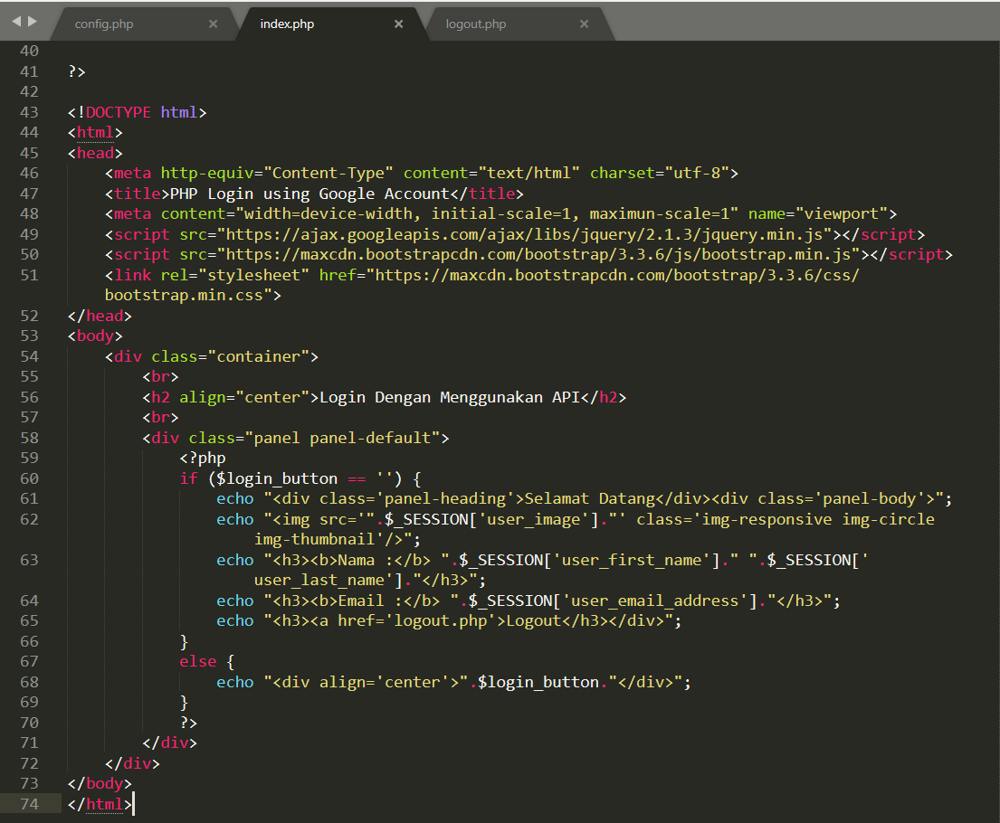 config.php × index.php × logout.php ×
40
41 ?>
42
43 <!DOCTYPE html>
44 <html>
45 <head>
46 <meta http-equiv="Content-Type" content="text/html" charset="utf-8">
47 <title>PHP Login using Google Account</title>
48 <meta content="width=device-width, initial-scale=1, maximun-scale=1" name="viewport">
49 <script src="https://ajax.googleapis.com/ajax/libs/jquery/2.1.3/jquery.min.js"></script>
50 <script src="https://maxcdn.bootstrapcdn.com/bootstrap/3.3.6/js/bootstrap.min.js"></script>
51 <link rel="stylesheet" href="https://maxcdn.bootstrapcdn.com/bootstrap/3.3.6/css/
bootstrap.min.css">
52 </head>
53 <body>
54 <div class="container">
55 <br>
56 <h2 align="center">Login Dengan Menggunakan API</h2>
57 <br>
58 <div class="panel panel-default">
59 <?php
60 if ($login_button == '') {
61 echo "<div class='panel-heading'>Selamat Datang</div><div class='panel-body'>";
62 echo "<img src='".$_SESSION['user_image']."' class='img-responsive img-circle
img-thumbnail'/>";
63 echo "<h3><b>Nama :</b> ".$_SESSION['user_first_name']." ".$_SESSION['
user_last_name']."</h3>";
64 echo "<h3><b>Email :</b> ".$_SESSION['user_email_address']."</h3>";
65 echo "<h3><a href='logout.php'>Logout</h3></div>";
66 }
67 else {
68 echo "<div align='center'>".$login_button."</div>";
69 }
70 ?>
71 </div>
72 </div>
73 </body>
74 </html>